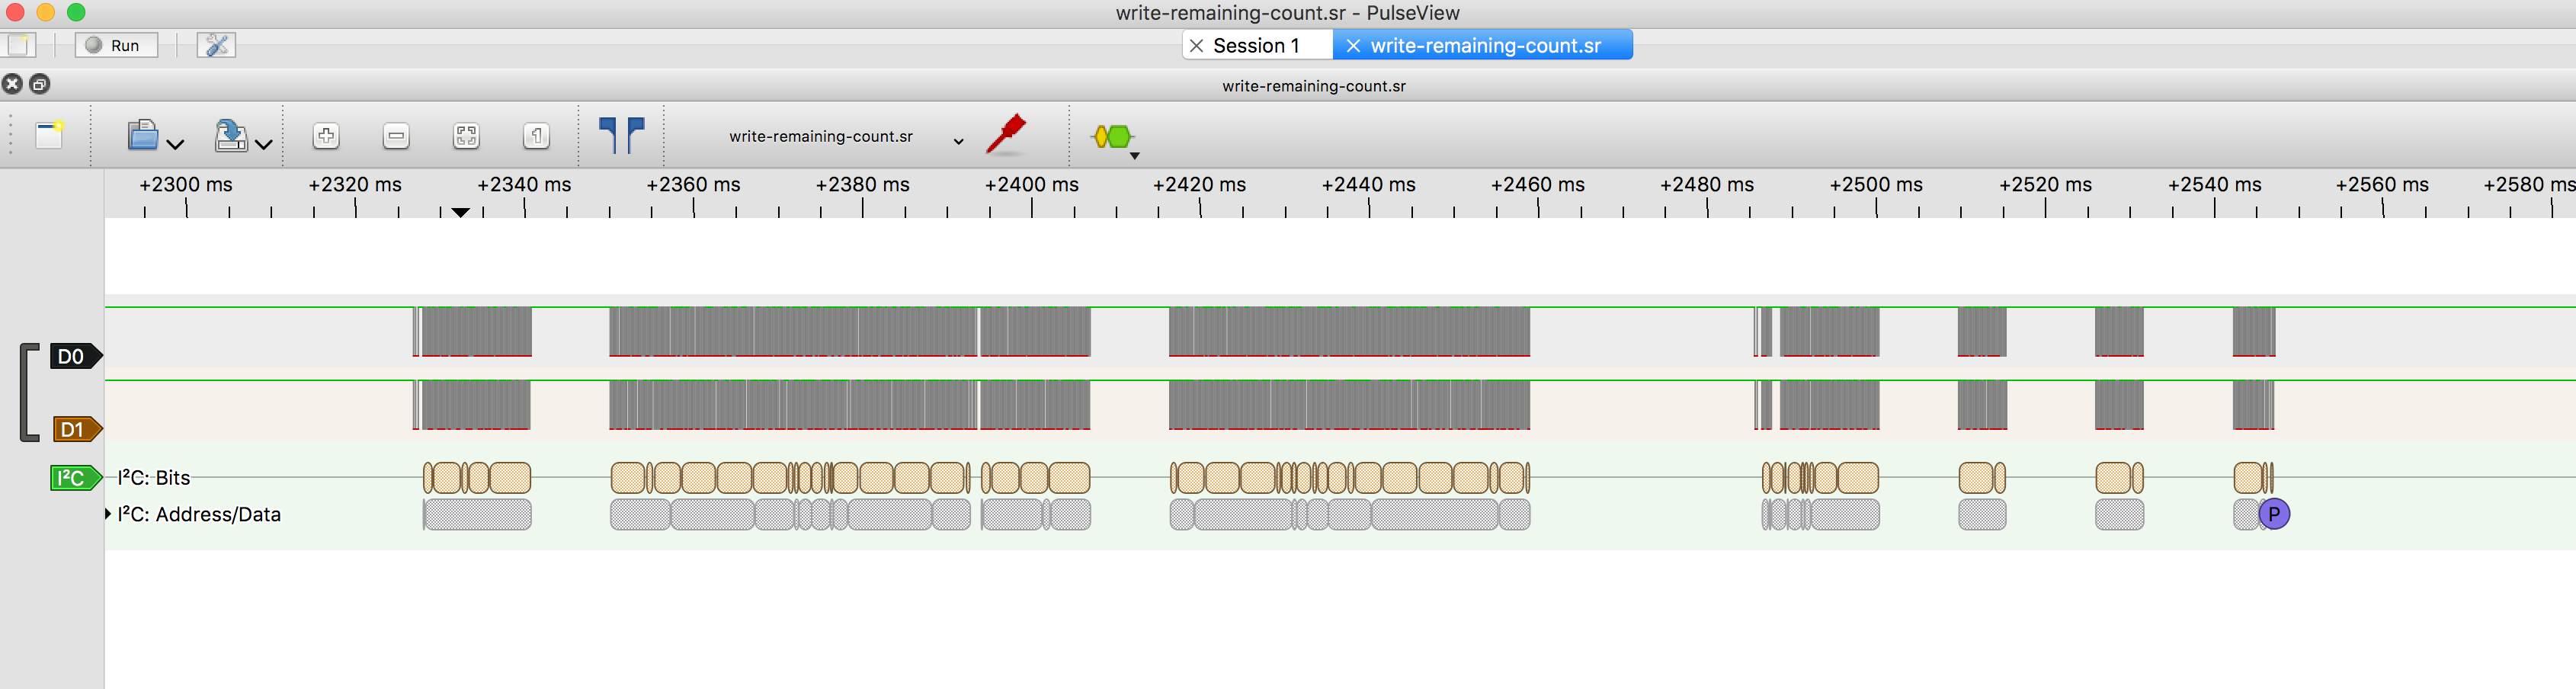 write-remaining-count.sr - PulseView
Run
Session 1
write-remaining-count.sr
write-remaining-count.sr
1
write-remaining-count.sr
+2300 ms +2320 ms +2340 ms +2360 ms +2380 ms +2400 ms +2420 ms +2440 ms +2460 ms +2480 ms +2500 ms +2520 ms +2540 ms +2560 ms +2580 ms
D0
D1
I²C I²C: Bits
I²C: Address/Data P